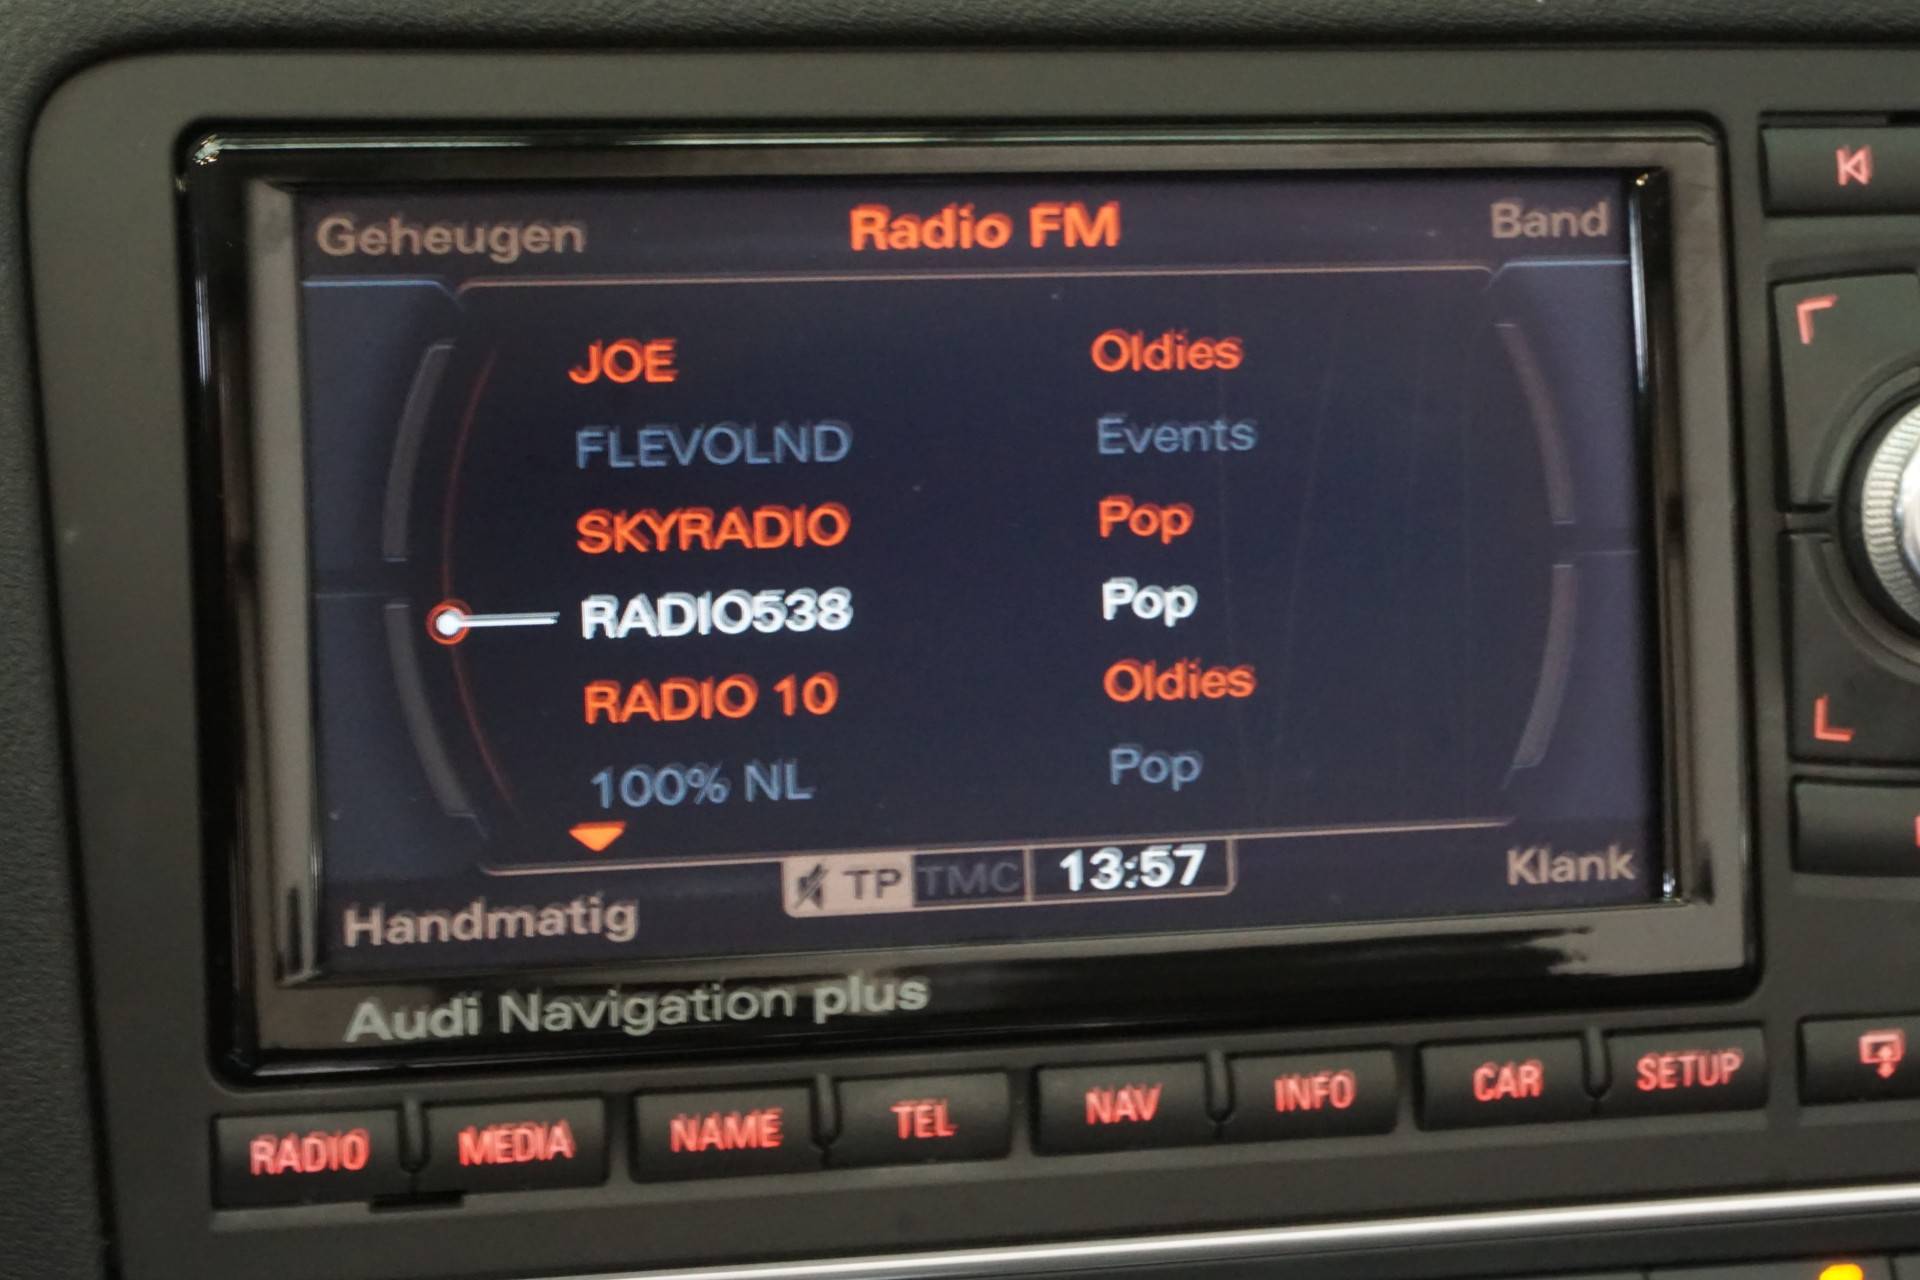 Geheugen Radio FM Band
JOE Oldies
FLEVOLND Events
SKYRADIO Pop
RADIO538 Pop
RADIO 10 Oldies
100% NL Pop
TP TMC 13:57 Klank
Handmatig
Audi Navigation plus
RADIO MEDIA NAME TEL NAV INFO CAR SETUP